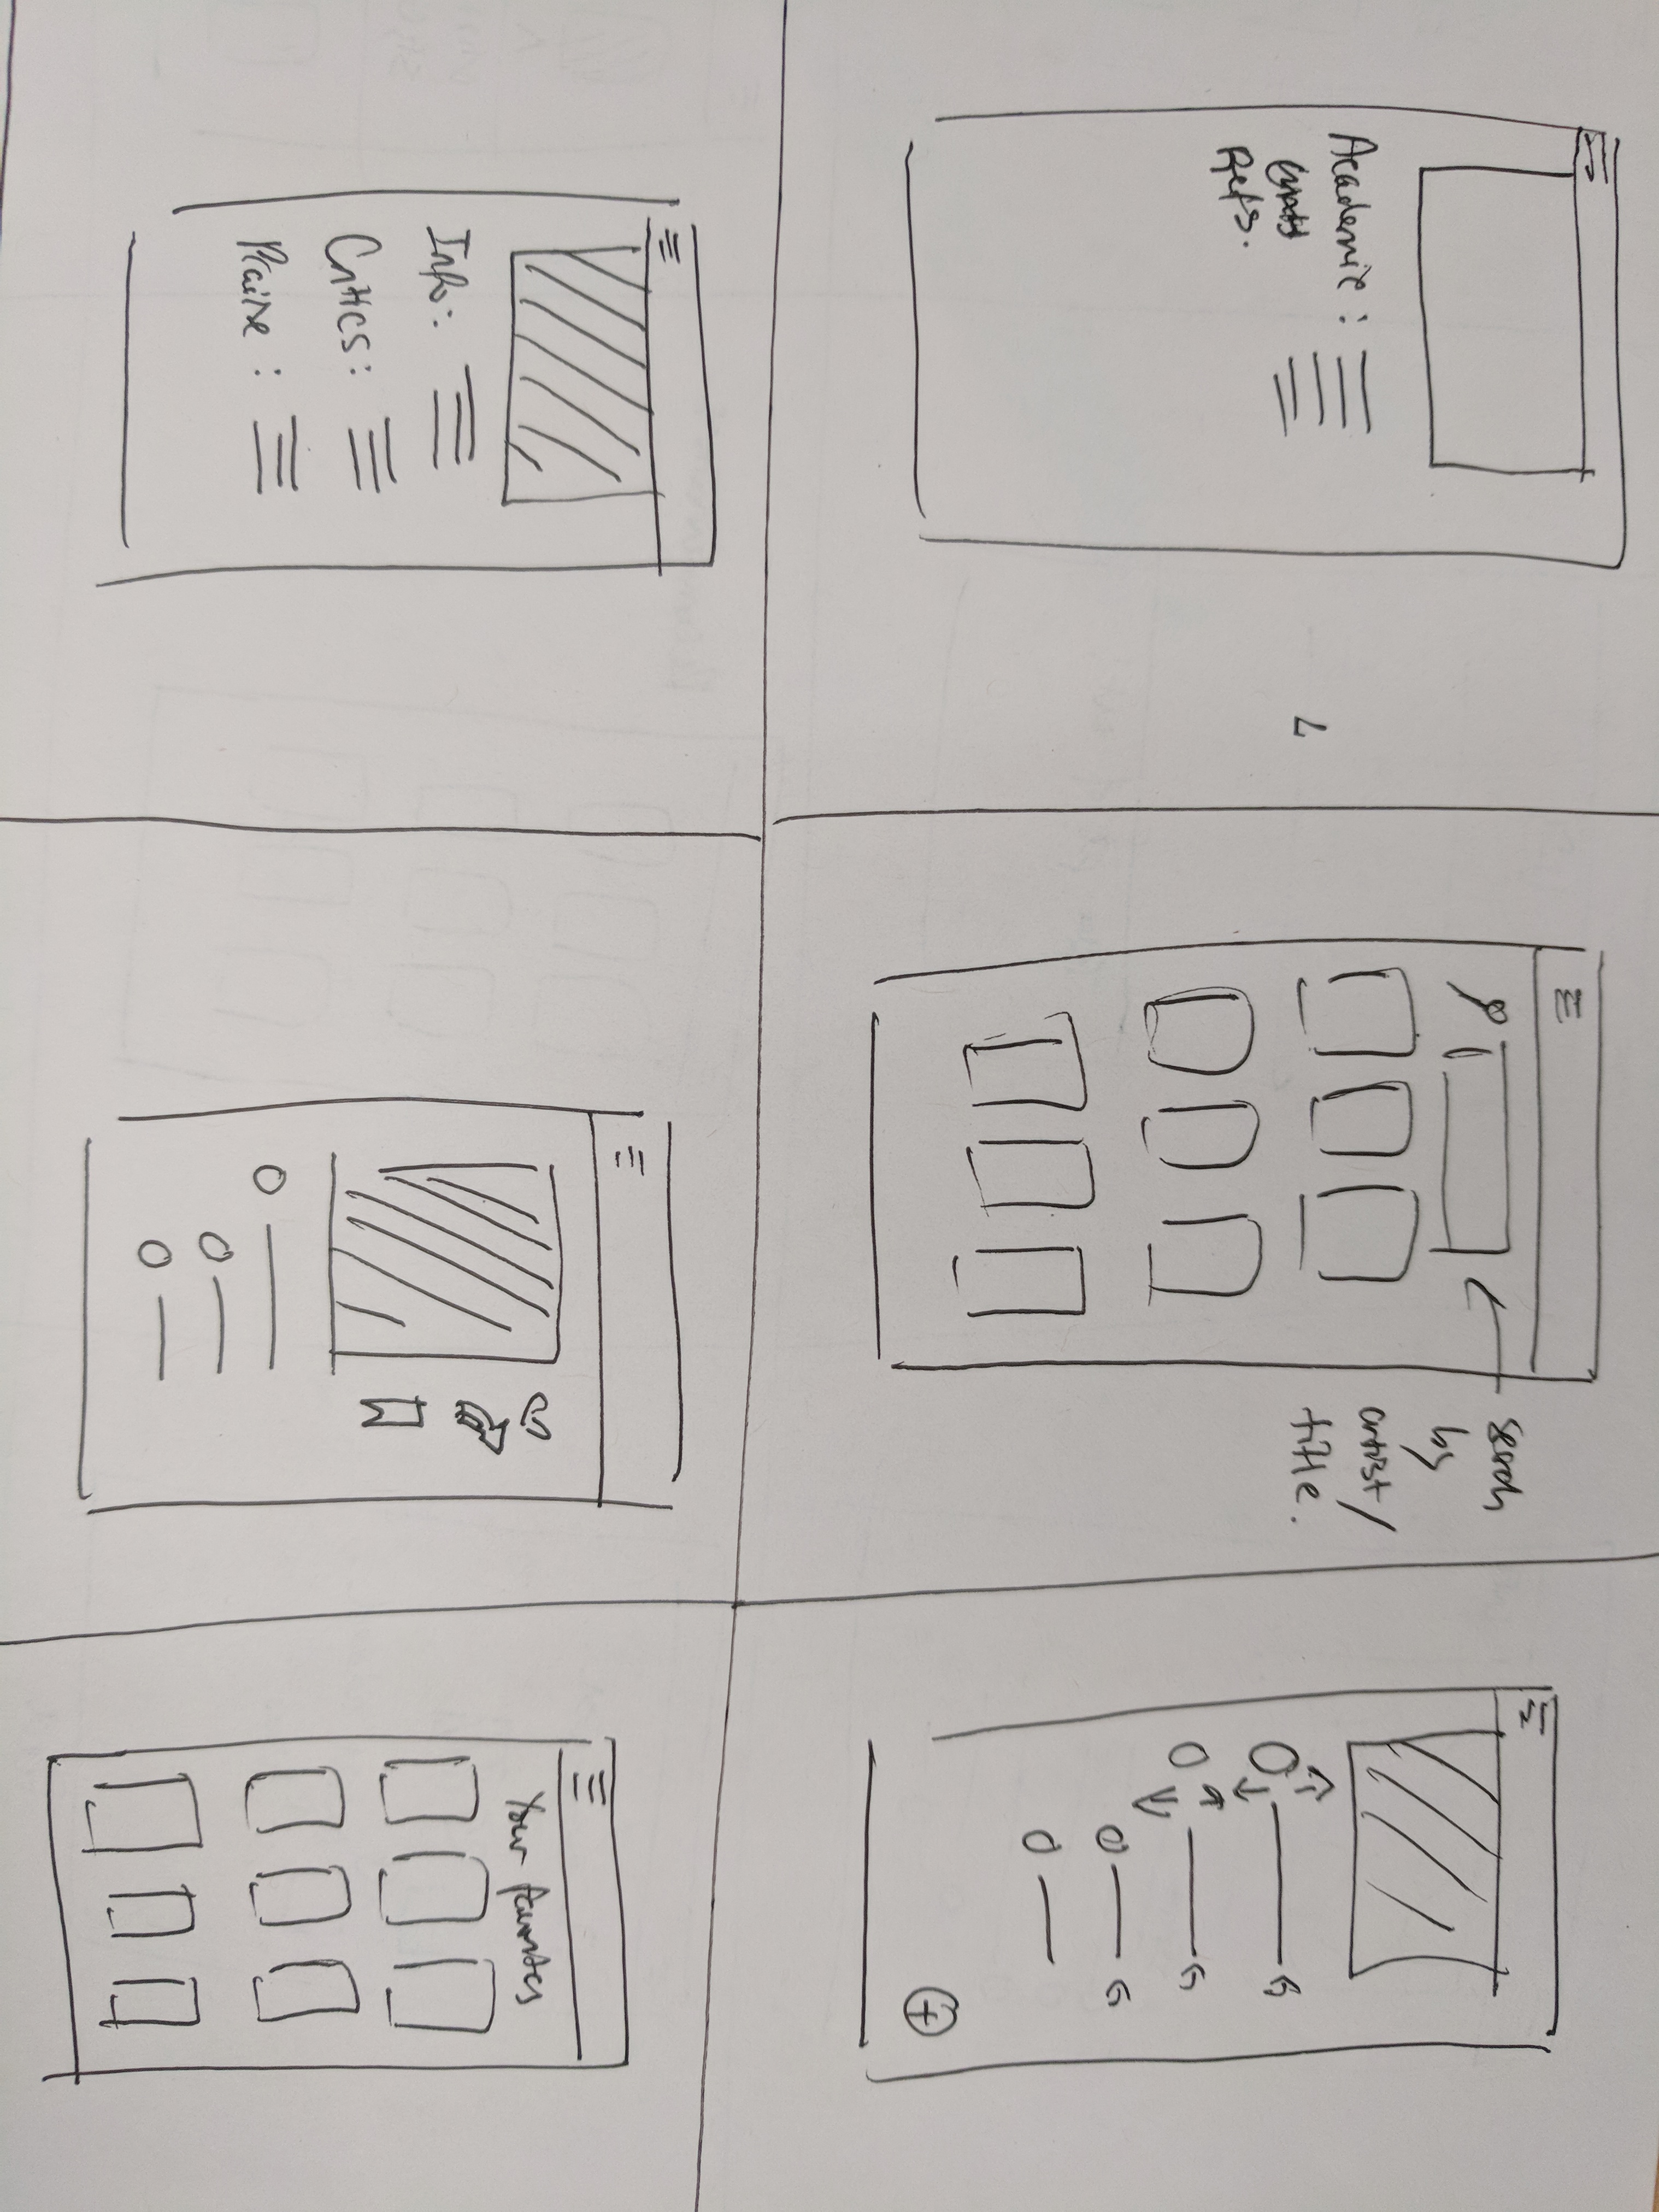 Academic :
Refs.
search
by
artist/
title.
Info :
Critics :
Praise :
Your favorites